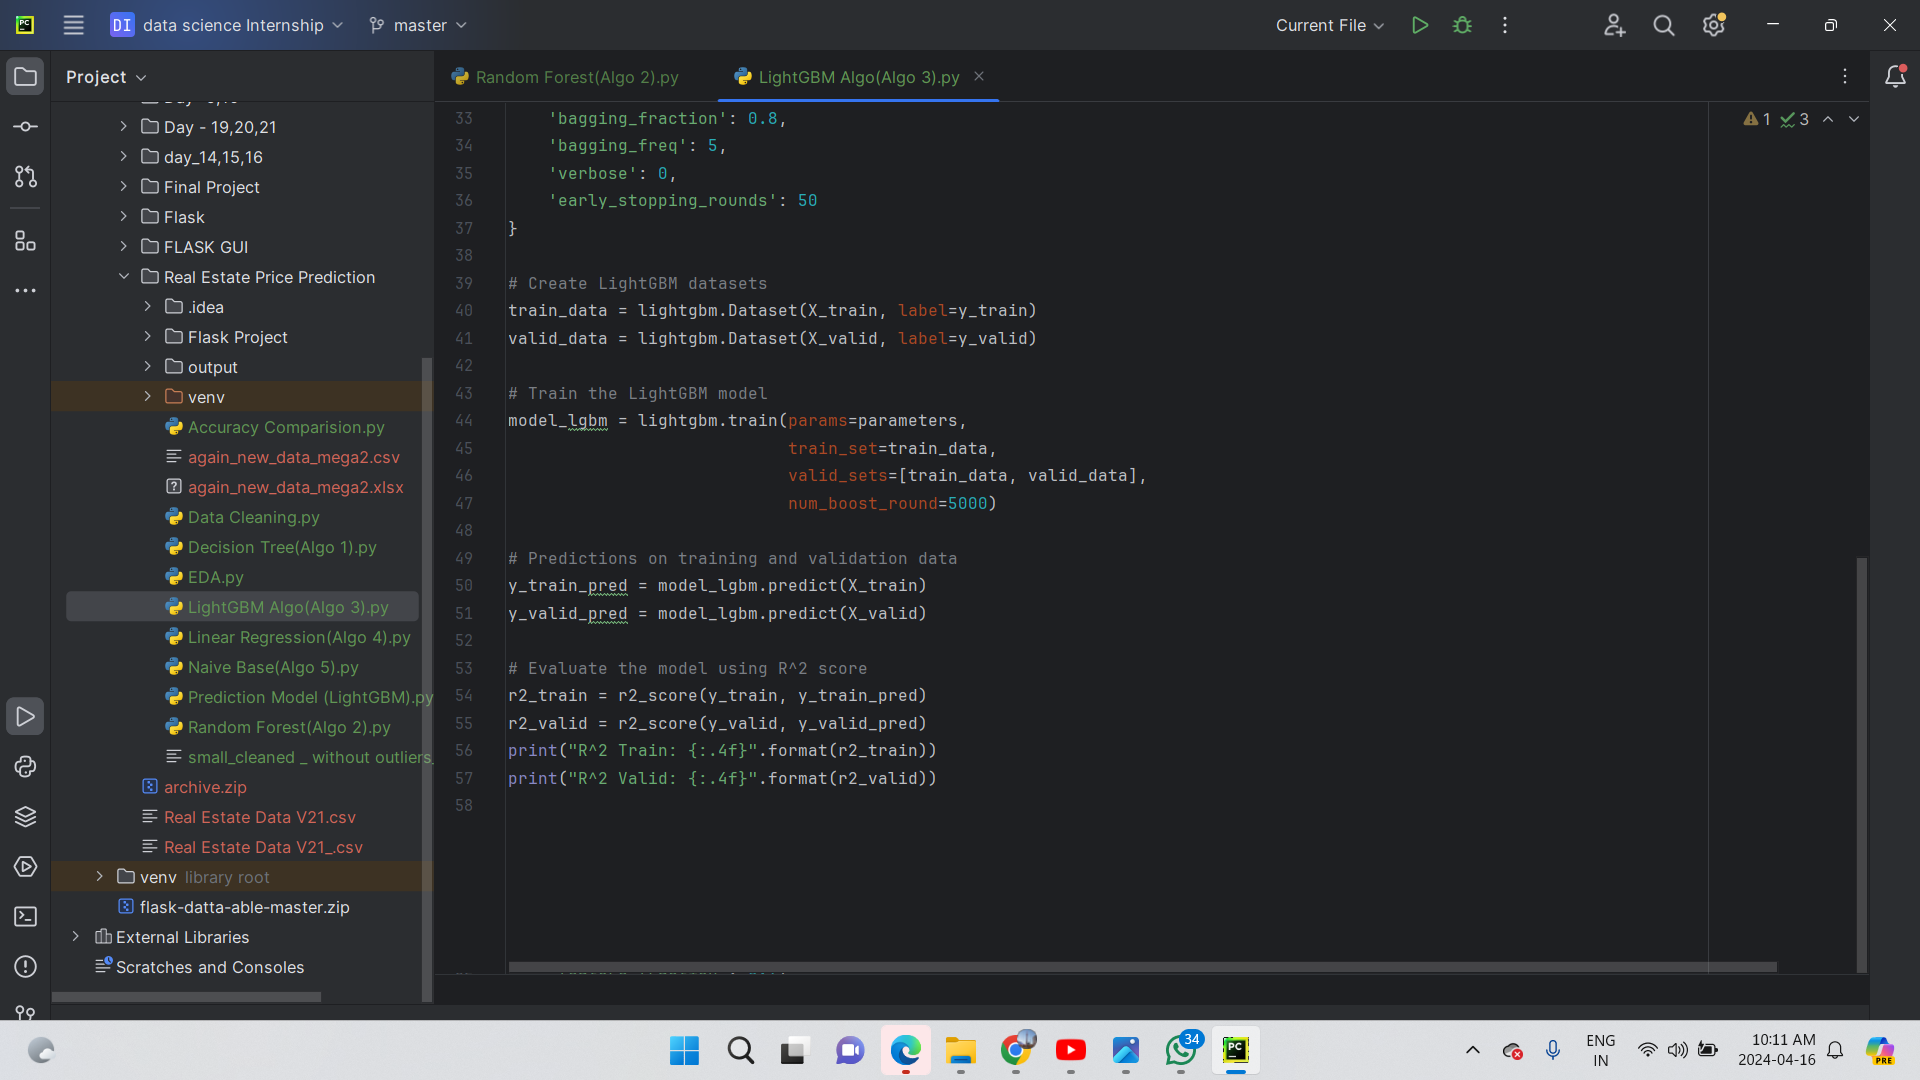 PC DI data science Internship master Current File
Project
Random Forest(Algo 2).py LightGBM Algo(Algo 3).py
Day - 19,20,21
day_14,15,16
Final Project
Flask
FLASK GUI
Real Estate Price Prediction
.idea
Flask Project
output
venv
Accuracy Comparision.py
again_new_data_mega2.csv
again_new_data_mega2.xlsx
Data Cleaning.py
Decision Tree(Algo 1).py
EDA.py
LightGBM Algo(Algo 3).py
Linear Regression(Algo 4).py
Naive Base(Algo 5).py
Prediction Model (LightGBM).py
Random Forest(Algo 2).py
small_cleaned _ without outliers
archive.zip
Real Estate Data V21.csv
Real Estate Data V21_.csv
venv library root
flask-datta-able-master.zip
External Libraries
Scratches and Consoles
33 'bagging_fraction': 0.8,
34 'bagging_freq': 5,
35 'verbose': 0,
36 'early_stopping_rounds': 50
37 }
38
39 # Create LightGBM datasets
40 train_data = lightgbm.Dataset(X_train, label=y_train)
41 valid_data = lightgbm.Dataset(X_valid, label=y_valid)
42
43 # Train the LightGBM model
44 model_lgbm = lightgbm.train(params=parameters,
45 train_set=train_data,
46 valid_sets=[train_data, valid_data],
47 num_boost_round=5000)
48
49 # Predictions on training and validation data
50 y_train_pred = model_lgbm.predict(X_train)
51 y_valid_pred = model_lgbm.predict(X_valid)
52
53 # Evaluate the model using R^2 score
54 r2_train = r2_score(y_train, y_train_pred)
55 r2_valid = r2_score(y_valid, y_valid_pred)
56 print("R^2 Train: {:.4f}".format(r2_train))
57 print("R^2 Valid: {:.4f}".format(r2_valid))
58
1 3
34
PC
ENG
IN
10:11 AM
2024-04-16
PRE